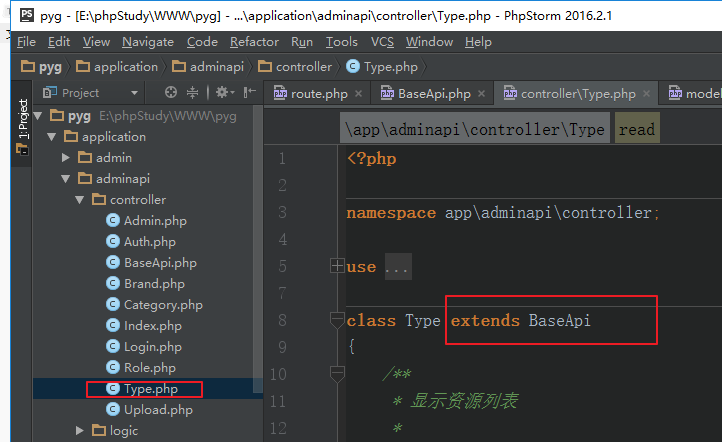 pyg - [E:\phpStudy\WWW\pyg] - ...\application\adminapi\controller\Type.php - PhpStorm 2016.2.1
File Edit View Navigate Code Refactor Run Tools VCS Window Help
pyg application adminapi controller Type.php
1: Project
Project
route.php BaseApi.php controller\Type.php model
pyg E:\phpStudy\WWW\pyg
application
admin
adminapi
controller
Admin.php
Auth.php
BaseApi.php
Brand.php
Category.php
Index.php
Login.php
Role.php
Type.php
Upload.php
logic
\app\adminapi\controller\Type read
1 <?php
2
3 namespace app\adminapi\controller;
4
5 use ...
7
8 class Type extends BaseApi
9 {
10 /**
11 * 显示资源列表
12 *